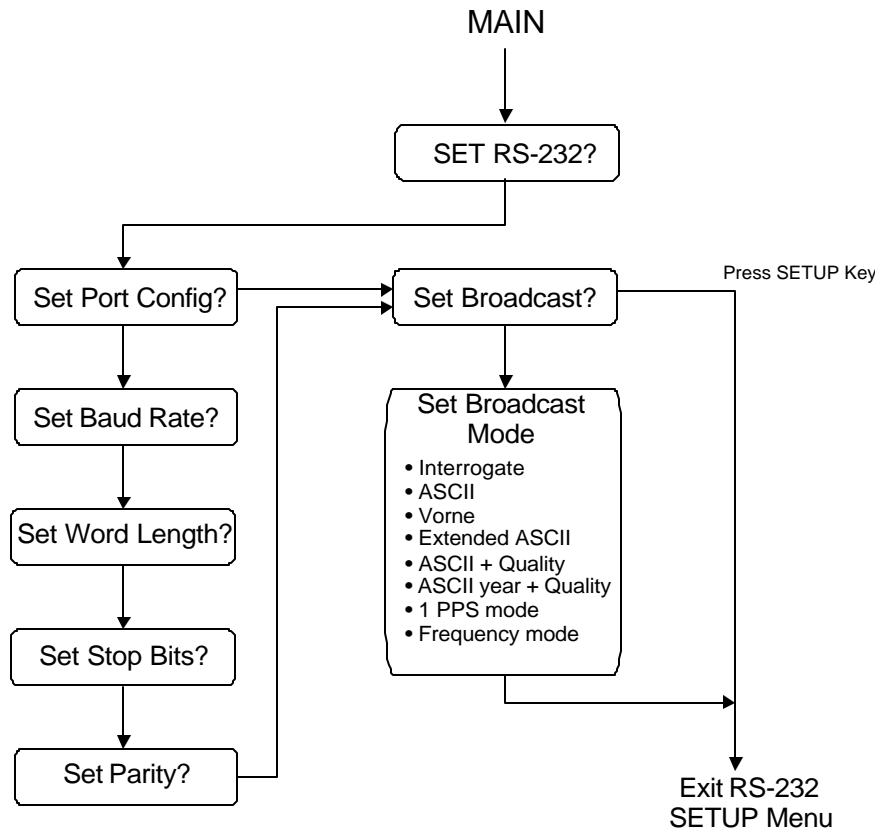 MAIN
SET RS-232?
Set Port Config?
Set Broadcast?
Press SETUP Key
Set Baud Rate?
Set Word Length?
Set Stop Bits?
Set Parity?
Set Broadcast
Mode
• Interrogate
• ASCII
• Vorne
• Extended ASCII
• ASCII + Quality
• ASCII year + Quality
• 1 PPS mode
• Frequency mode
Exit RS-232
SETUP Menu